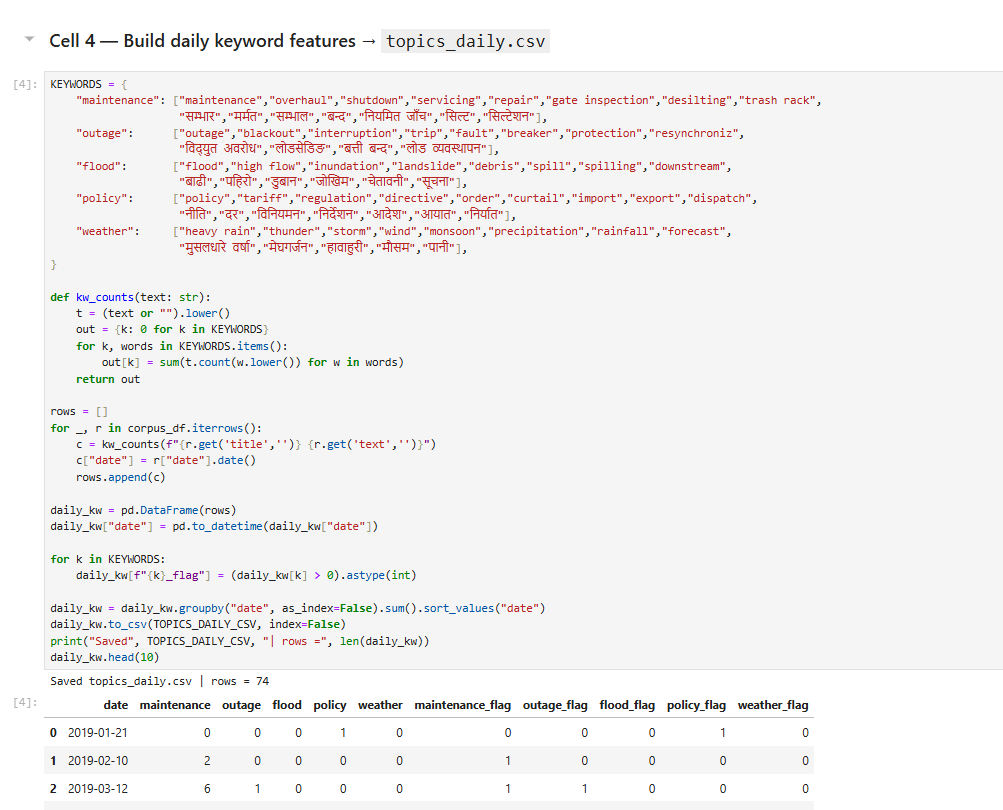 Cell 4 — Build daily keyword features → topics_daily.csv
[4]:
KEYWORDS = {
"maintenance": ["maintenance","overhaul","shutdown","servicing","repair","gate inspection","desilting","trash rack",
"सम्भार","मर्मत","सम्भाल","बन्द","नियमित जाँच","सिल्ट","सिल्टेशन"],
"outage": ["outage","blackout","interruption","trip","fault","breaker","protection","resynchroniz",
"विद्युत अवरोध","लोडसेडिङ","बत्ती बन्द","लोड व्यवस्थापन"],
"flood": ["flood","high flow","inundation","landslide","debris","spill","spilling","downstream",
"बाढी","पहिरो","डुबान","जोखिम","चेतावनी","सूचना"],
"policy": ["policy","tariff","regulation","directive","order","curtail","import","export","dispatch",
"नीति","दर","विनियमन","निर्देशन","आदेश","आयात","निर्यात"],
"weather": ["heavy rain","thunder","storm","wind","monsoon","precipitation","rainfall","forecast",
"मुसलधारे वर्षा","मेघगर्जन","हावाहुरी","मौसम","पानी"],
}
def kw_counts(text: str):
t = (text or "").lower()
out = {k: 0 for k in KEYWORDS}
for k, words in KEYWORDS.items():
out[k] = sum(t.count(w.lower()) for w in words)
return out
rows = []
for _, r in corpus_df.iterrows():
c = kw_counts(f"{r.get('title','')} {r.get('text','')}")
c["date"] = r["date"].date()
rows.append(c)
daily_kw = pd.DataFrame(rows)
daily_kw["date"] = pd.to_datetime(daily_kw["date"])
for k in KEYWORDS:
daily_kw[f"{k}_flag"] = (daily_kw[k] > 0).astype(int)
daily_kw = daily_kw.groupby("date", as_index=False).sum().sort_values("date")
daily_kw.to_csv(TOPICS_DAILY_CSV, index=False)
print("Saved", TOPICS_DAILY_CSV, "| rows =", len(daily_kw))
daily_kw.head(10)
Saved topics_daily.csv | rows = 74
[4]:
date maintenance outage flood policy weather maintenance_flag outage_flag flood_flag policy_flag weather_flag
0 2019-01-21 0 0 0 1 0 0 0 0 1 0
1 2019-02-10 2 0 0 0 0 1 0 0 0 0
2 2019-03-12 6 1 0 0 0 1 1 0 0 0